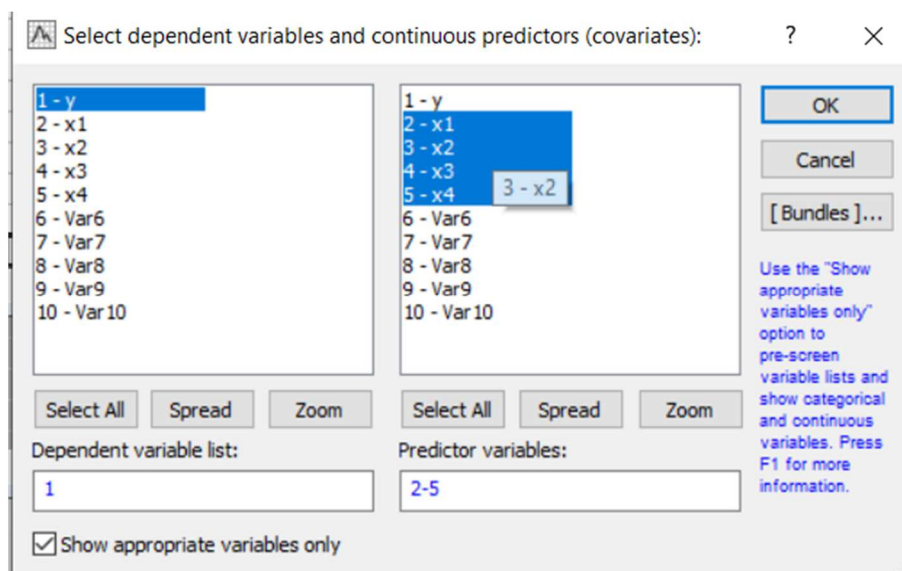 Select dependent variables and continuous predictors (covariates):
?
1 - y
2 - x1
3 - x2
4 - x3
5 - x4
6 - Var6
7 - Var7
8 - Var8
9 - Var9
10 - Var10
Select All
Spread
Zoom
Dependent variable list:
1
Show appropriate variables only
1 - y
2 - x1
3 - x2
4 - x3
5 - x4
3 - x2
6 - Var6
7 - Var7
8 - Var8
9 - Var9
10 - Var10
Select All
Spread
Zoom
Predictor variables:
2-5
OK
Cancel
[ Bundles ]...
Use the "Show
appropriate
variables only"
option to
pre-screen
variable lists and
show categorical
and continuous
variables. Press
F1 for more
information.